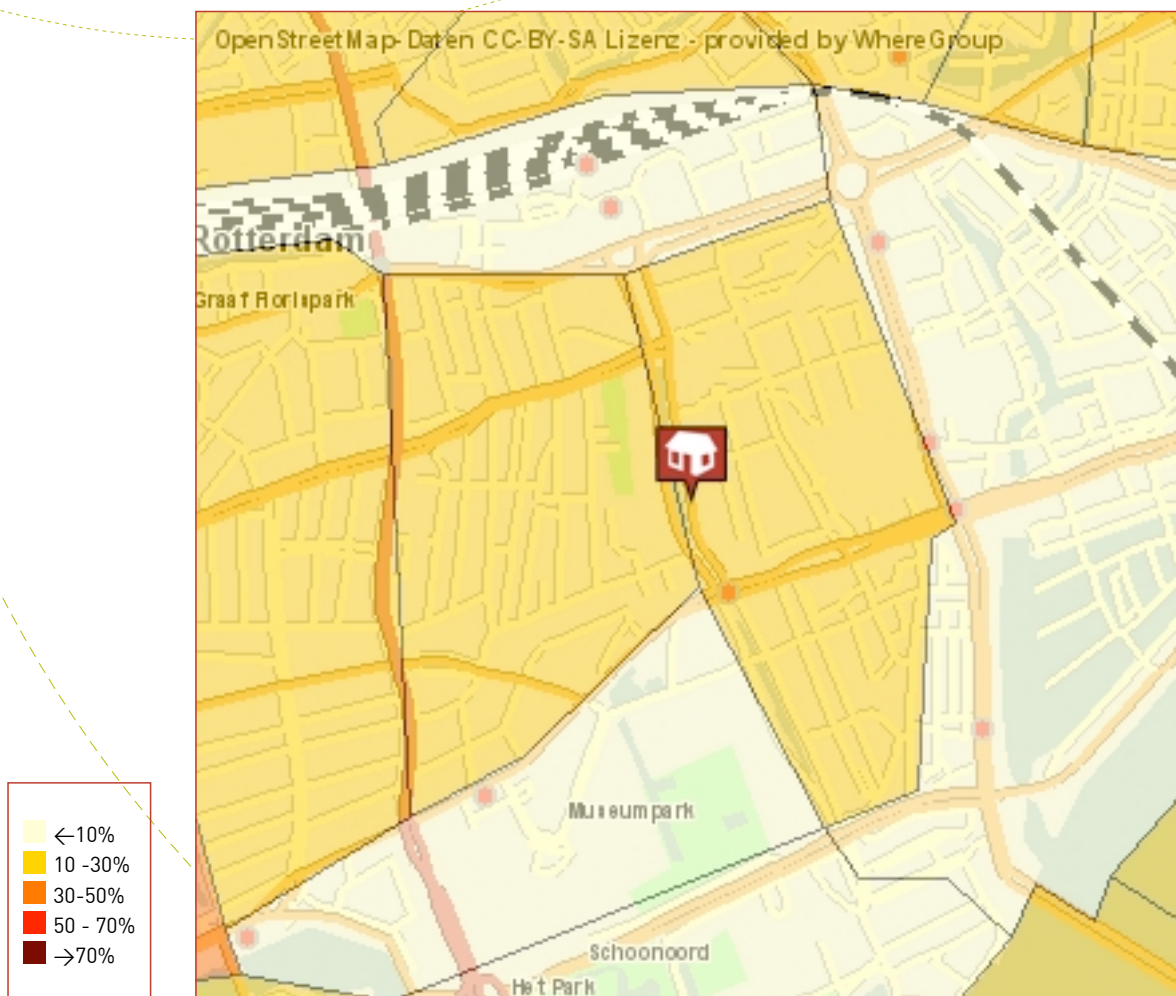 OpenStreetMap-Daten CC-BY-SA Lizenz - provided by WhereGroup
Rotterdam
Graaf Florispark
Museumpark
Schoonoord
Het Park
←10%
10 -30%
30-50%
50 - 70%
→70%